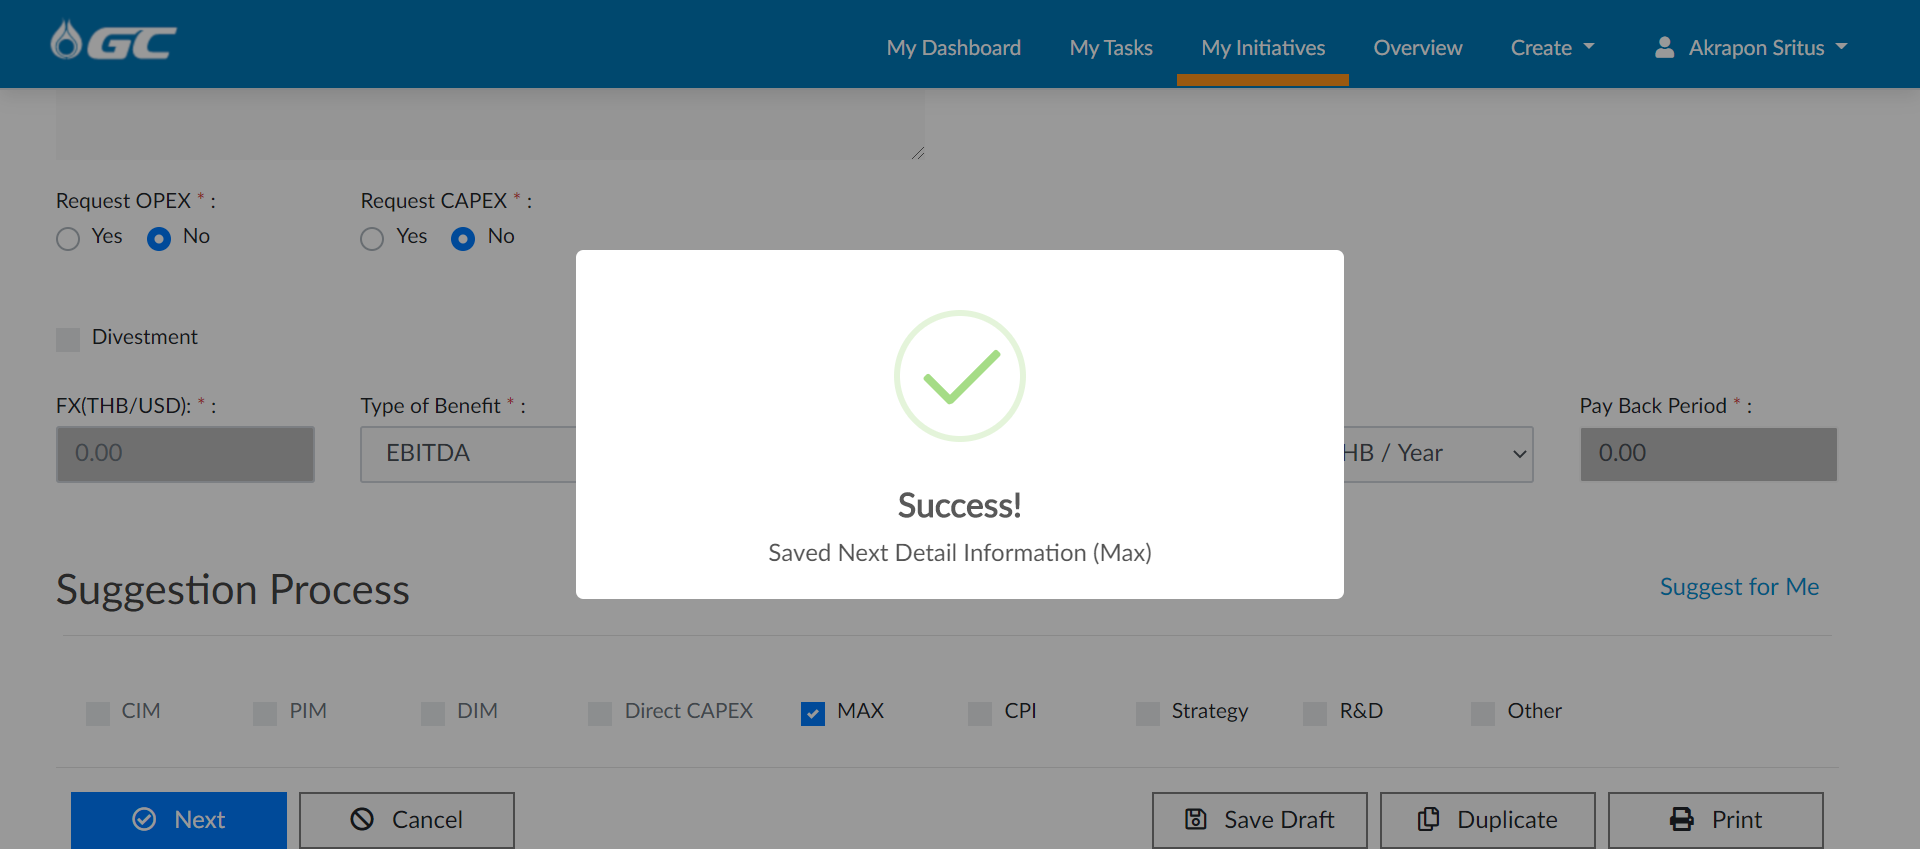 GC
My Dashboard My Tasks My Initiatives Overview Create Akrapon Sritus
Request OPEX * : Request CAPEX * :
Yes No Yes No
Divestment
FX(THB/USD): * : Type of Benefit * : Pay Back Period * :
0.00 EBITDA HB / Year 0.00
Success!
Saved Next Detail Information (Max)
Suggestion Process Suggest for Me
CIM PIM DIM Direct CAPEX MAX CPI Strategy R&D Other
Next Cancel Save Draft Duplicate Print